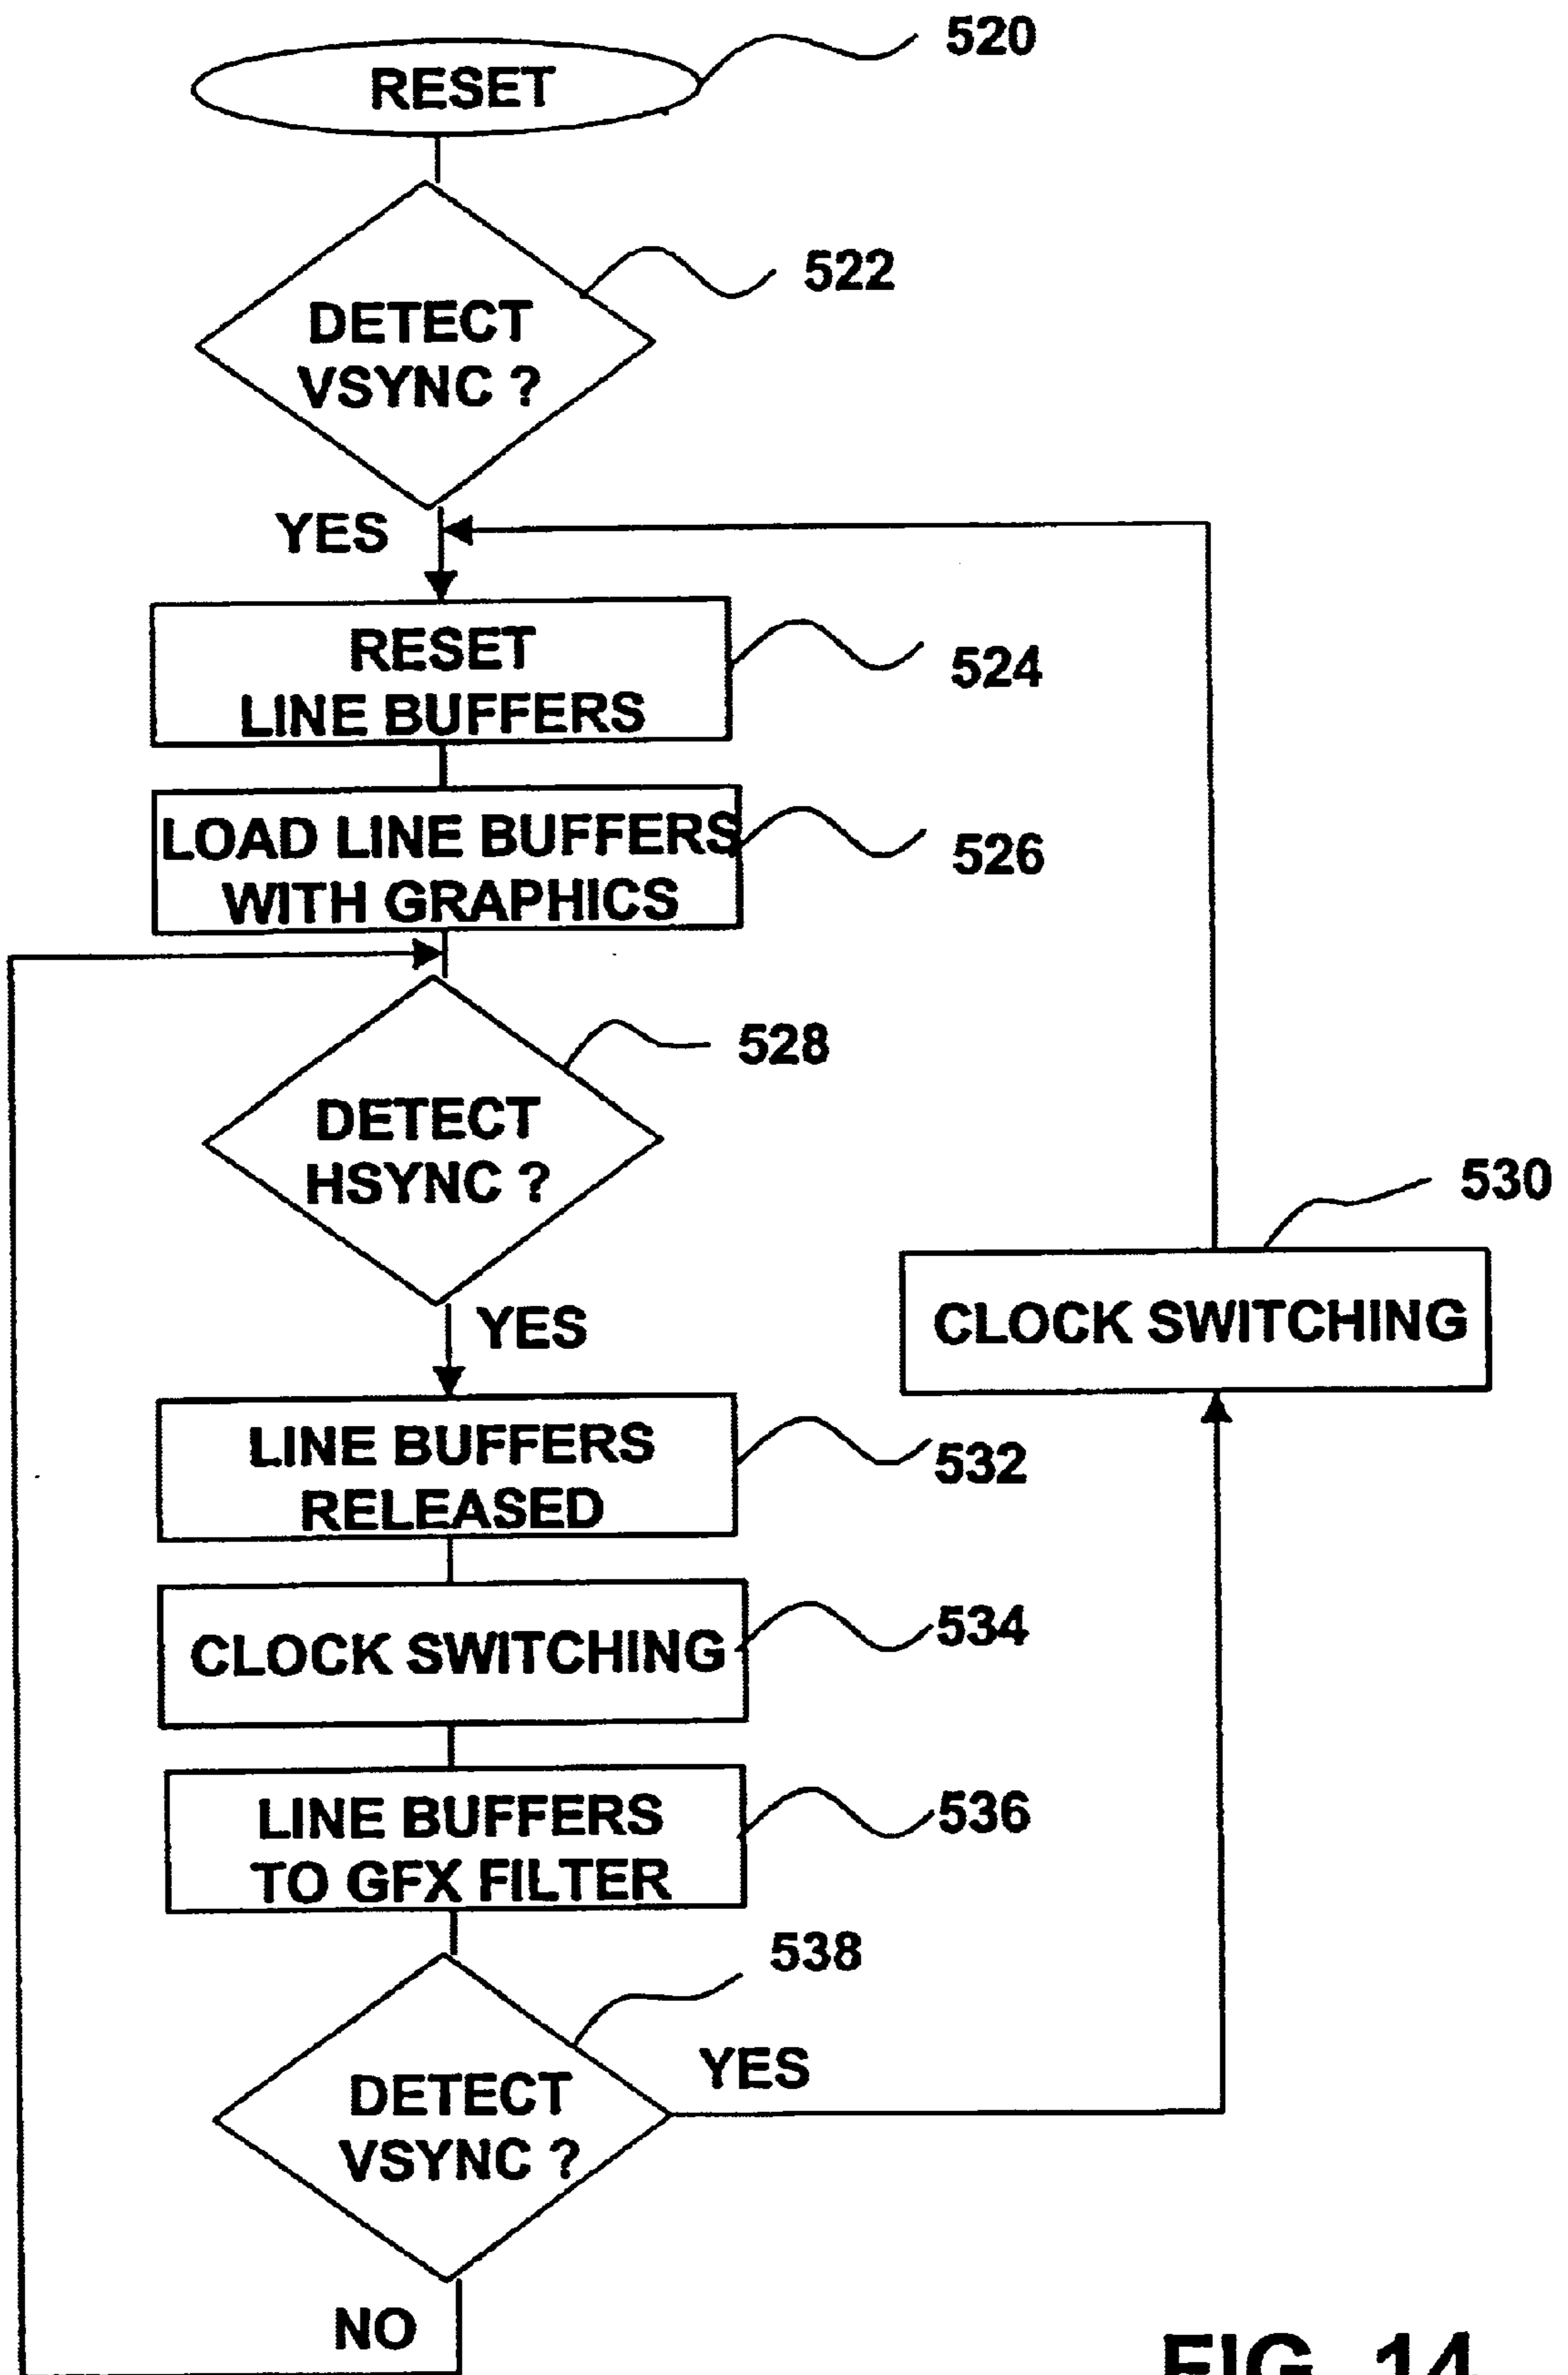 RESET
520
DETECT
VSYNC ?
522
YES
RESET
LINE BUFFERS
524
LOAD LINE BUFFERS
WITH GRAPHICS
526
DETECT
HSYNC ?
528
YES
CLOCK SWITCHING
530
LINE BUFFERS
RELEASED
532
CLOCK SWITCHING
534
LINE BUFFERS
TO GFX FILTER
536
DETECT
VSYNC ?
538
YES
NO
FIG. 14